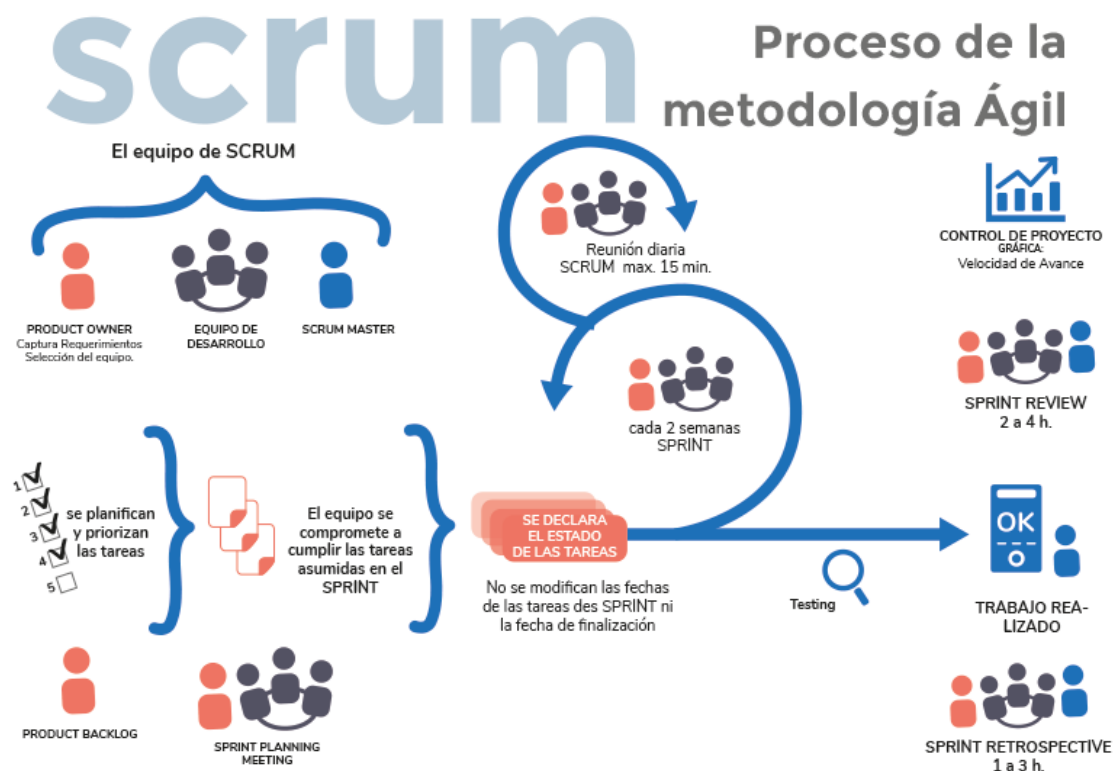 scrum
Proceso de la
metodología Ágil
El equipo de SCRUM
PRODUCT OWNER
Captura Requerimientos
Selección del equipo.
EQUIPO DE
DESARROLLO
SCRUM MASTER
Reunión diaria
SCRUM max. 15 min.
cada 2 semanas
SPRINT
CONTROL DE PROYECTO
GRÁFICA:
Velocidad de Avance
SPRINT REVIEW
2 a 4 h.
1
2
3
4
5
se planifican
y priorizan
las tareas
El equipo se
compromete a
cumplir las tareas
asumidas en el
SPRINT
SE DECLARA
EL ESTADO
DE LAS TAREAS
No se modifican las fechas
de las tareas des SPRINT ni
la fecha de finalización
Testing
OK
TRABAJO REA-
LIZADO
PRODUCT BACKLOG
SPRINT PLANNING
MEETING
SPRINT RETROSPECTIVE
1 a 3 h.